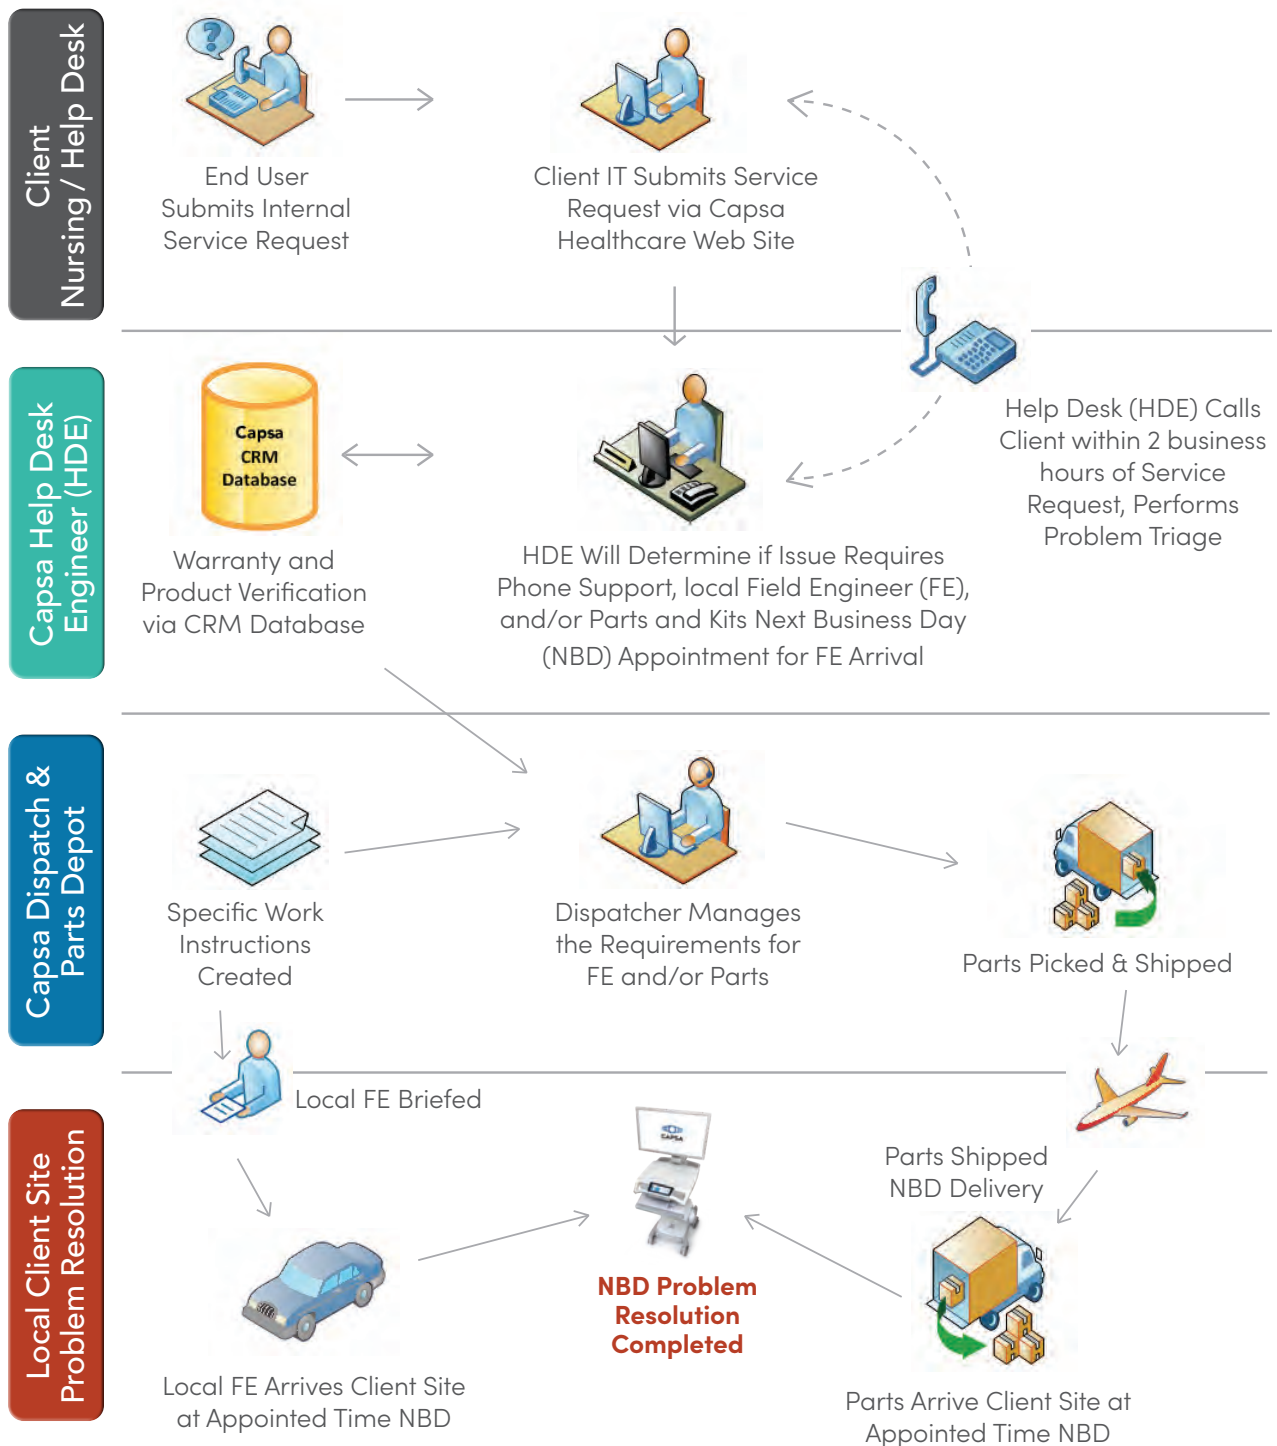 Client
Nursing / Help Desk
End User
Submits Internal
Service Request
Client IT Submits Service
Request via Capsa
Healthcare Web Site
Capsa Help Desk
Engineer (HDE)
Capsa
CRM
Database
Warranty and
Product Verification
via CRM Database
HDE Will Determine if Issue Requires
Phone Support, local Field Engineer (FE),
and/or Parts and Kits Next Business Day
(NBD) Appointment for FE Arrival
Help Desk (HDE) Calls
Client within 2 business
hours of Service
Request, Performs
Problem Triage
Capsa Dispatch &
Parts Depot
Specific Work
Instructions
Created
Dispatcher Manages
the Requirements for
FE and/or Parts
Parts Picked & Shipped
Local Client Site
Problem Resolution
Local FE Briefed
CAPSA
Parts Shipped
NBD Delivery
NBD Problem
Resolution
Completed
Local FE Arrives Client Site
at Appointed Time NBD
Parts Arrive Client Site at
Appointed Time NBD